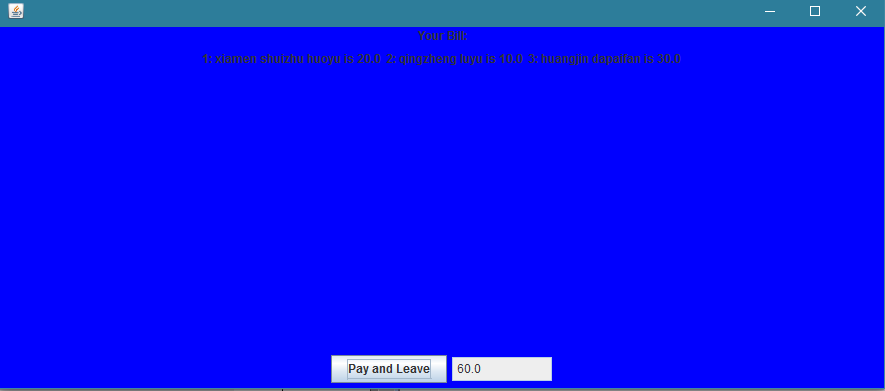 Your Bill:
1: xiamen shuizhu huoyu is 20.0 2: qingzheng luyu is 10.0 3: huangjin dapaifan is 30.0
Pay and Leave 60.0